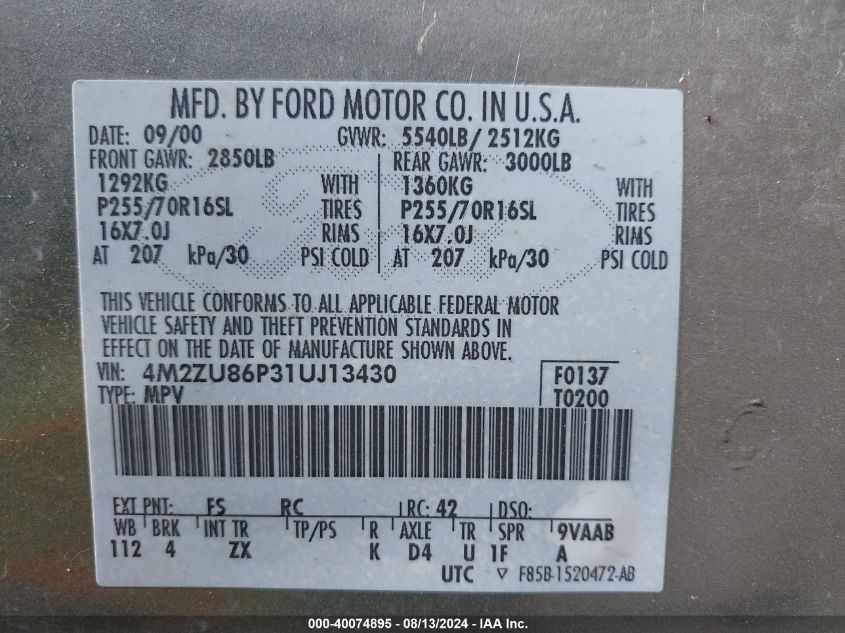 MFD. BY FORD MOTOR CO. IN U.S.A.
DATE: 09/00 GVWR: 5540LB/ 2512KG
FRONT GAWR: 2850LB REAR GAWR: 3000LB
1292KG WITH 1360KG WITH
P255/70R16SL TIRES P255/70R16SL TIRES
16X7.0J RIMS 16X7.0J RIMS
AT 207 kPa/30 PSI COLD AT 207 kPa/30 PSI COLD
THIS VEHICLE CONFORMS TO ALL APPLICABLE FEDERAL MOTOR
VEHICLE SAFETY AND THEFT PREVENTION STANDARDS IN
EFFECT ON THE DATE OF MANUFACTURE SHOWN ABOVE.
VIN: 4M2ZU86P31UJ13430 F0137
TYPE: MPV T0200
EXT PNT: FS RC RC: 42 DSO:
WB BRK INT TR TP/PS R AXLE TR SPR 9VAAB
112 4 ZX K D4 U 1F A
UTC ▽ F85B-1520472-AB
000-40074895 - 08/13/2024 - IAA Inc.